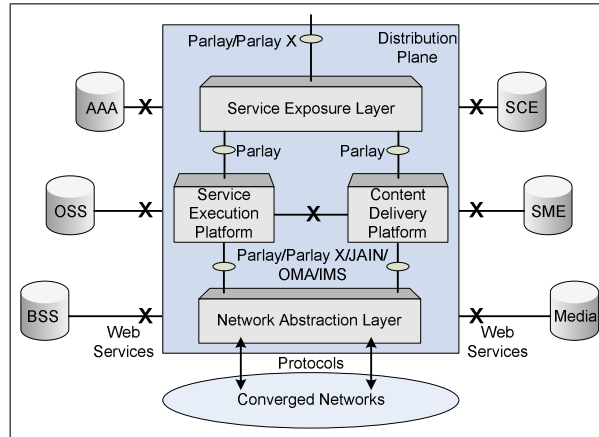 Parlay/Parlay X
Distribution
Plane
AAA
X
Service Exposure Layer
X
SCE
Parlay
Parlay
OSS
X
Service
Execution
Platform
X
Content
Delivery
Platform
X
SME
Parlay/Parlay X/JAIN/
OMA/IMS
BSS
X
Network Abstraction Layer
X
Media
Web
Services
Web
Services
Protocols
Converged Networks